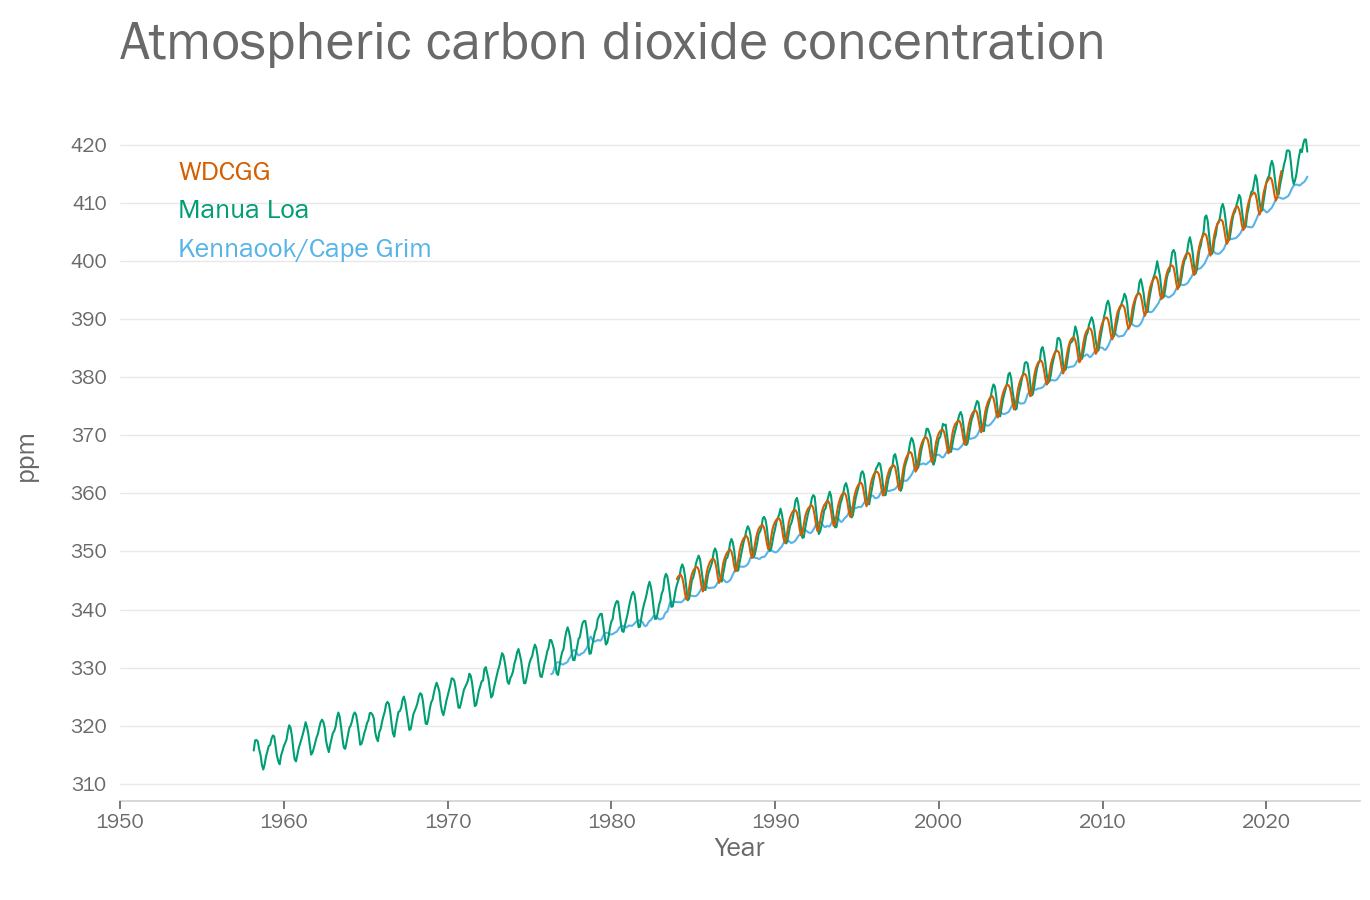 Atmospheric carbon dioxide concentration
420
WDCGG
410
Manua Loa
Kennaook/Cape Grim
400
390
380
370
ppm
360
350
340
330
320
310
1950 1960 1970 1980 1990 2000 2010 2020
Year